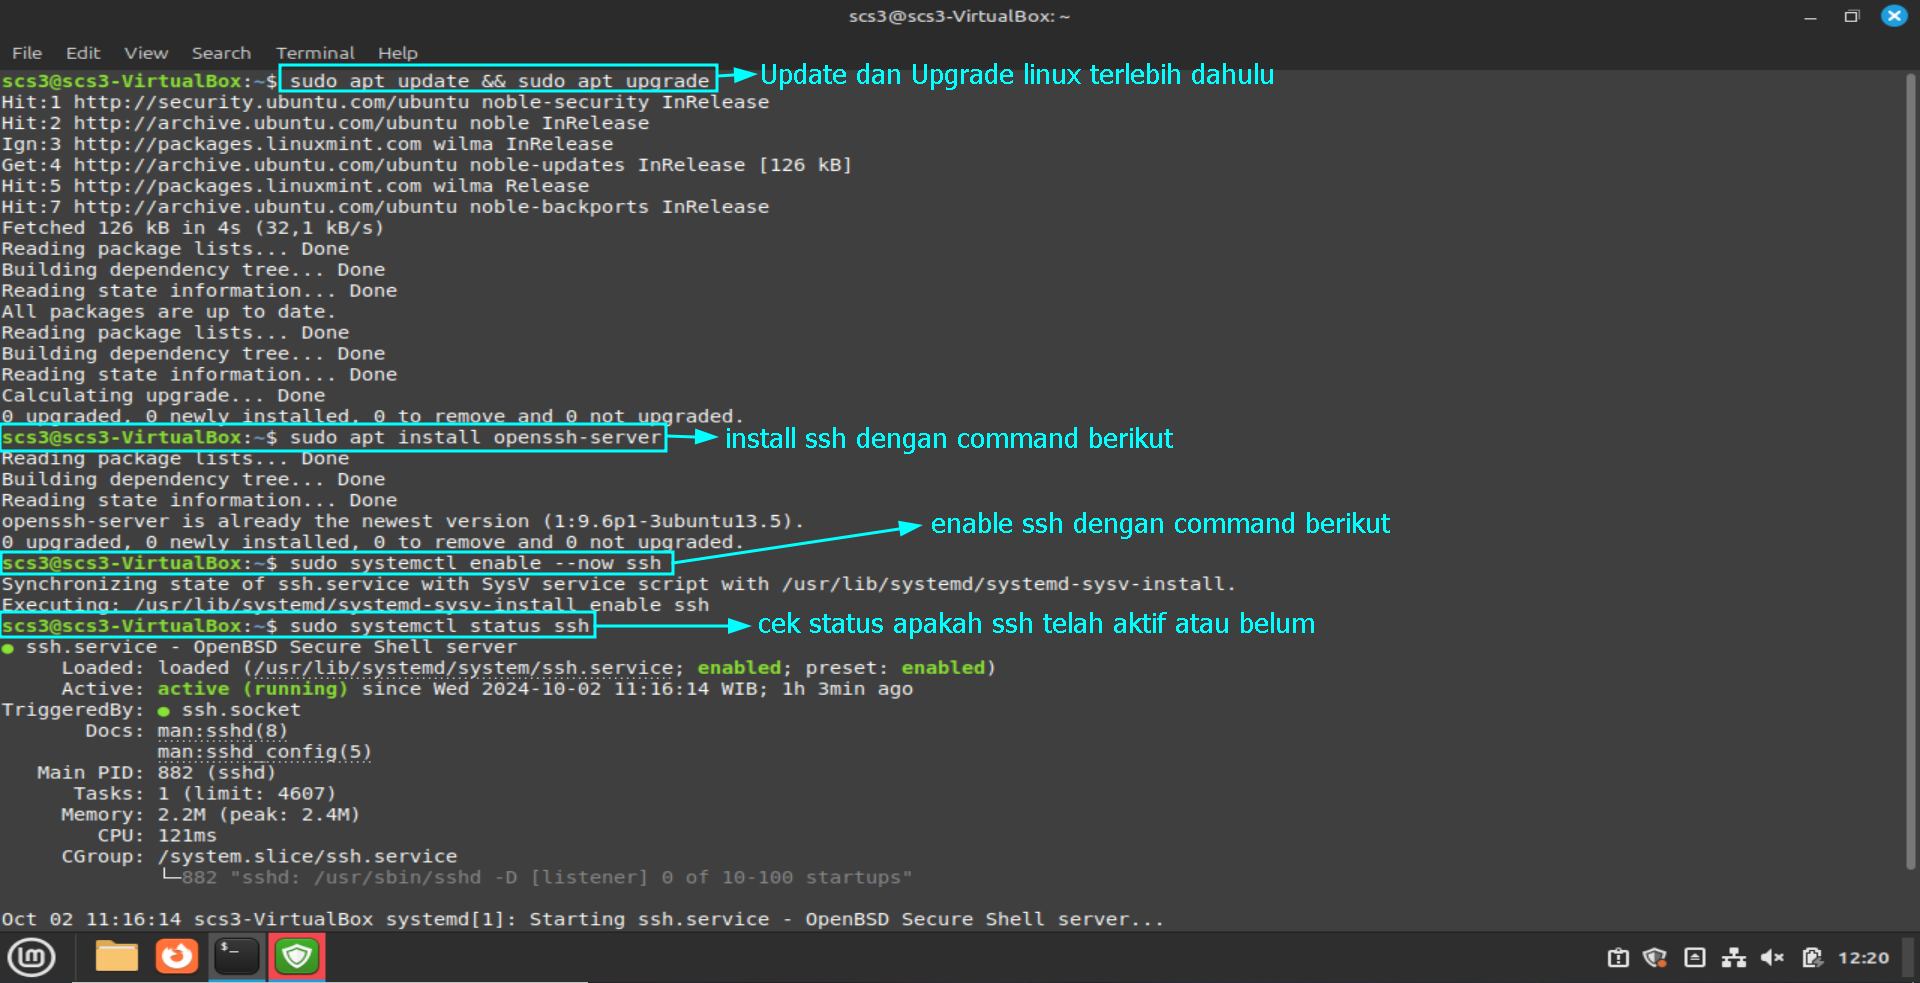 scs3@scs3-VirtualBox: ~
File Edit View Search Terminal Help
scs3@scs3-VirtualBox:~$ sudo apt update && sudo apt upgrade
Update dan Upgrade linux terlebih dahulu
Hit:1 http://security.ubuntu.com/ubuntu noble-security InRelease
Hit:2 http://archive.ubuntu.com/ubuntu noble InRelease
Ign:3 http://packages.linuxmint.com wilma InRelease
Get:4 http://archive.ubuntu.com/ubuntu noble-updates InRelease [126 kB]
Hit:5 http://packages.linuxmint.com wilma Release
Hit:7 http://archive.ubuntu.com/ubuntu noble-backports InRelease
Fetched 126 kB in 4s (32,1 kB/s)
Reading package lists... Done
Building dependency tree... Done
Reading state information... Done
All packages are up to date.
Reading package lists... Done
Building dependency tree... Done
Reading state information... Done
Calculating upgrade... Done
0 upgraded, 0 newly installed, 0 to remove and 0 not upgraded.
scs3@scs3-VirtualBox:~$ sudo apt install openssh-server
install ssh dengan command berikut
Reading package lists... Done
Building dependency tree... Done
Reading state information... Done
openssh-server is already the newest version (1:9.6p1-3ubuntu13.5).
enable ssh dengan command berikut
0 upgraded, 0 newly installed, 0 to remove and 0 not upgraded.
scs3@scs3-VirtualBox:~$ sudo systemctl enable --now ssh
Synchronizing state of ssh.service with SysV service script with /usr/lib/systemd/systemd-sysv-install.
Executing: /usr/lib/systemd/systemd-sysv-install enable ssh
scs3@scs3-VirtualBox:~$ sudo systemctl status ssh
cek status apakah ssh telah aktif atau belum
● ssh.service - OpenBSD Secure Shell server
Loaded: loaded (/usr/lib/systemd/system/ssh.service; enabled; preset: enabled)
Active: active (running) since Wed 2024-10-02 11:16:14 WIB; 1h 3min ago
TriggeredBy: ● ssh.socket
Docs: man:sshd(8)
man:sshd_config(5)
Main PID: 882 (sshd)
Tasks: 1 (limit: 4607)
Memory: 2.2M (peak: 2.4M)
CPU: 121ms
CGroup: /system.slice/ssh.service
└─882 "sshd: /usr/sbin/sshd -D [listener] 0 of 10-100 startups"
Oct 02 11:16:14 scs3-VirtualBox systemd[1]: Starting ssh.service - OpenBSD Secure Shell server...
$_
12:20